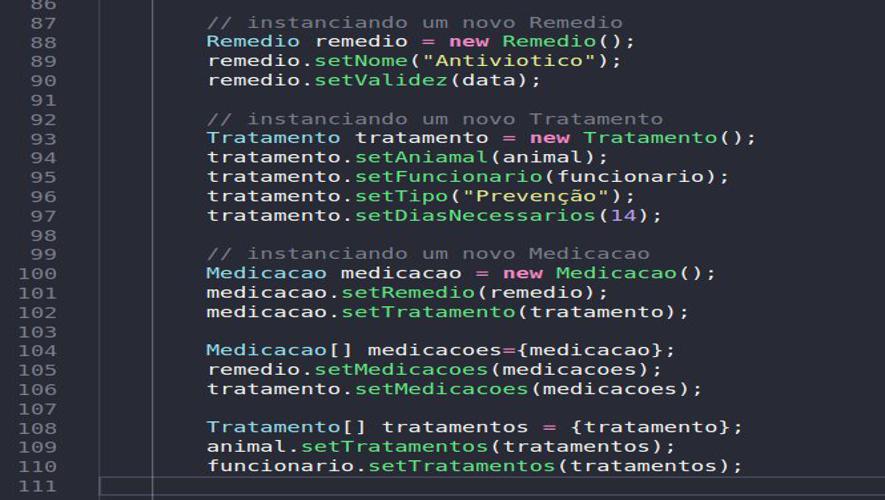 86
87 // instanciando um novo Remedio
88 Remedio remedio = new Remedio();
89 remedio.setNome("Antiviotico");
90 remedio.setValidez(data);
91
92 // instanciando um novo Tratamento
93 Tratamento tratamento = new Tratamento();
94 tratamento.setAniamal(animal);
95 tratamento.setFuncionario(funcionario);
96 tratamento.setTipo("Prevenção");
97 tratamento.setDiasNecessarios(14);
98
99 // instanciando um novo Medicacao
100 Medicacao medicacao = new Medicacao();
101 medicacao.setRemedio(remedio);
102 medicacao.setTratamento(tratamento);
103
104 Medicacao[] medicacoes={medicacao};
105 remedio.setMedicacoes(medicacoes);
106 tratamento.setMedicacoes(medicacoes);
107
108 Tratamento[] tratamentos = {tratamento};
109 animal.setTratamentos(tratamentos);
110 funcionario.setTratamentos(tratamentos);
111